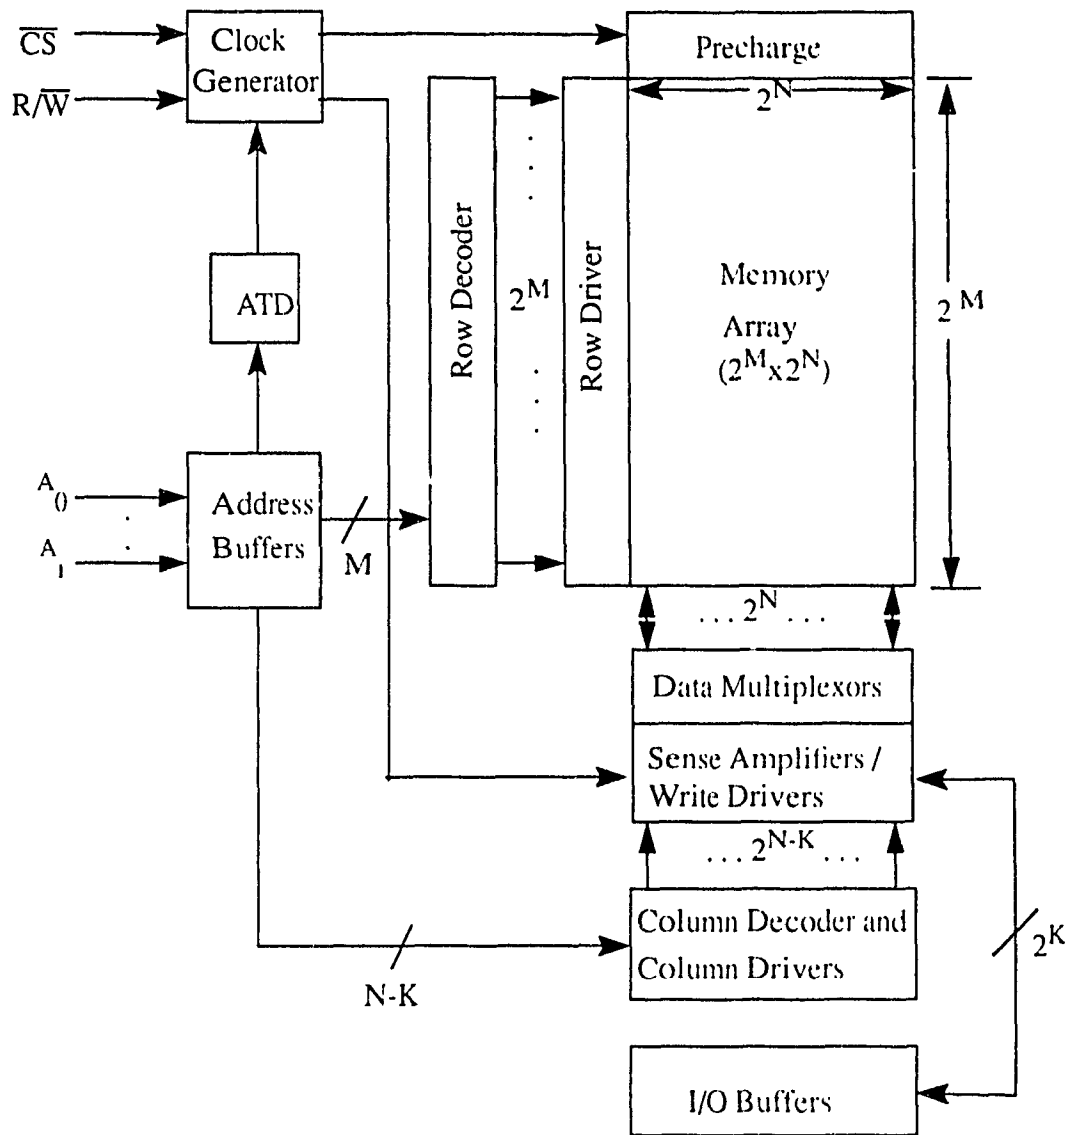 CS
R/W
Clock
Generator
Precharge
2^N
Row Decoder
2^M
Row Driver
Memory
Array
(2^Mx2^N)
2^M
ATD
A_0
A_1
Address
Buffers
M
... 2^N ...
Data Multiplexors
Sense Amplifiers /
Write Drivers
... 2^N-K ...
Column Decoder and
Column Drivers
N-K
2^K
I/O Buffers